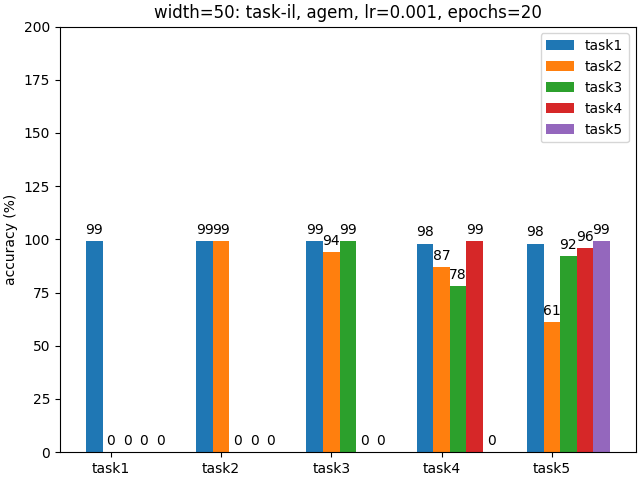 width=50: task-il, agem, lr=0.001, epochs=20
accuracy (%)
200
175
150
125
100
75
50
25
0
task1
task2
task3
task4
task5
99 0 0 0 0
99 99 0 0 0
99 94 99 0 0
98 87 78 99 0
98 61 92 96 99
task1 task2 task3 task4 task5